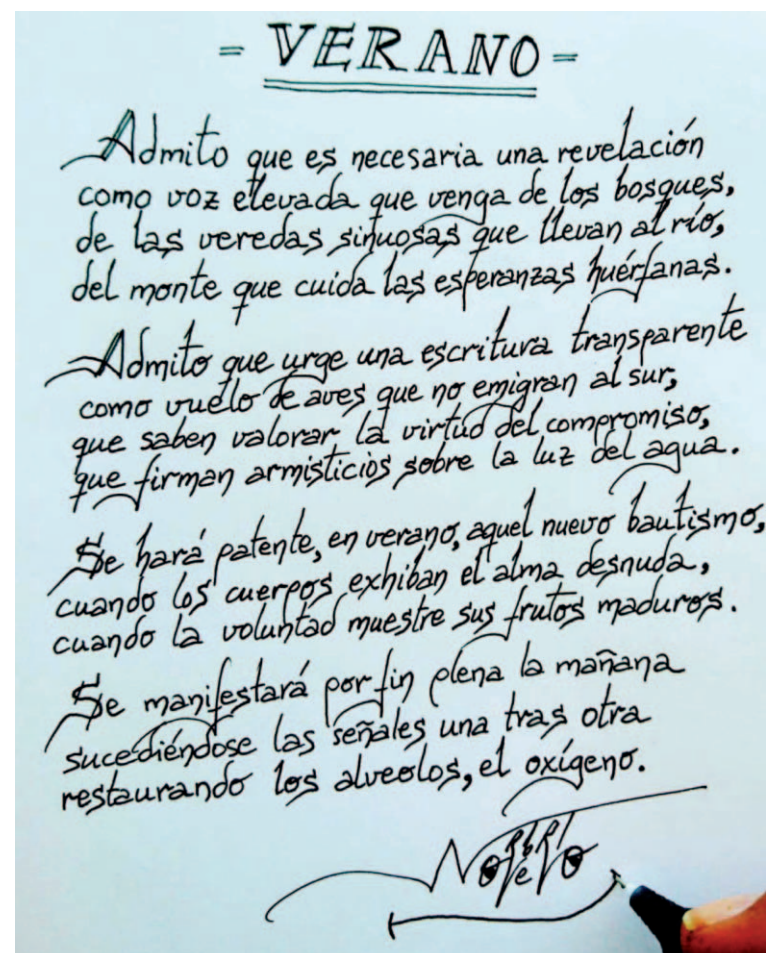 = VERANO =
Admito que es necesaria una revelación
como voz elevada que venga de los bosques,
de las veredas sinuosas que llevan al río,
del monte que cuida las esperanzas huérfanas.
Admito que urge una escritura transparente
como vuelo de aves que no emigran al sur,
que saben valorar la virtud del compromiso,
que firman armisticios sobre la luz del agua.
Se hará patente, en verano, aquel nuevo bautismo,
cuando los cuerpos exhiban el alma desnuda,
cuando la voluntad muestre sus frutos maduros.
Se manifestará por fin plena la mañana
sucediéndose las señales una tras otra
restaurando los alveolos, el oxígeno.